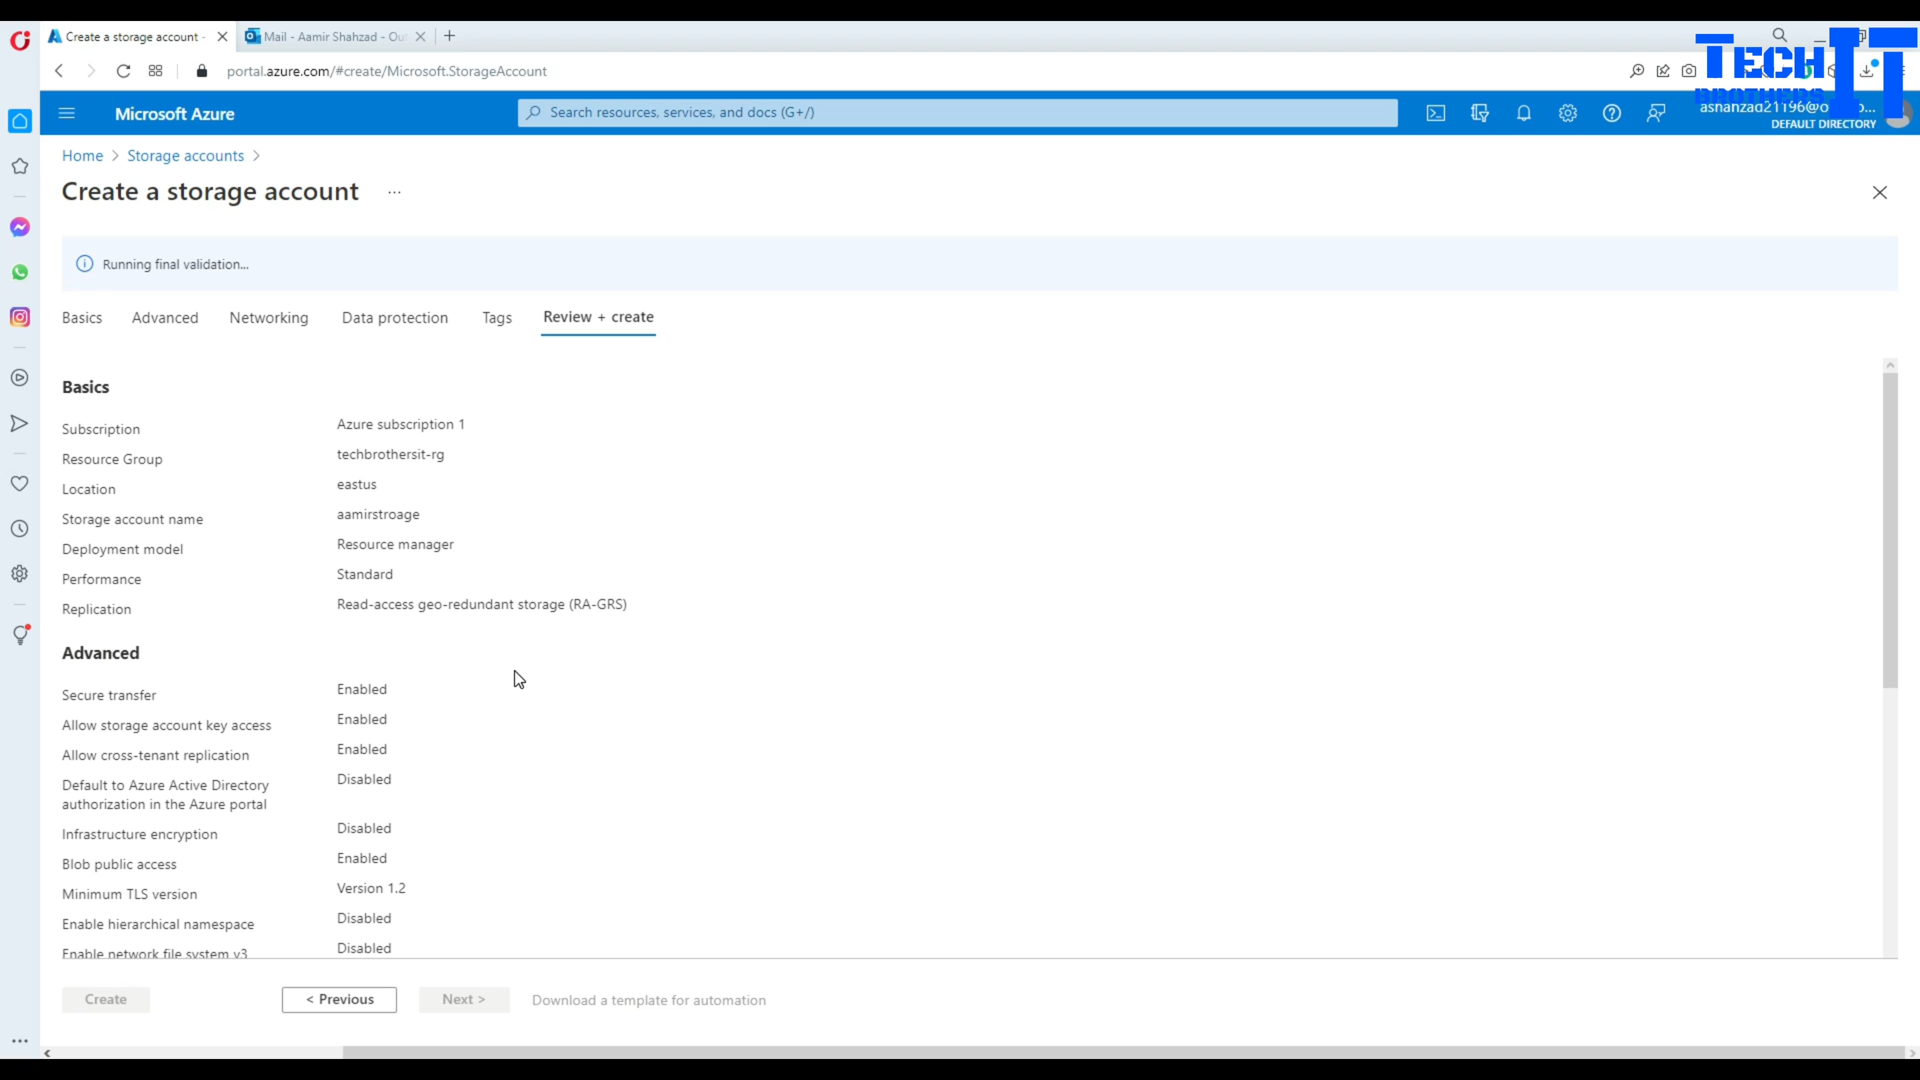 Create a storage account -
Mail - Aamir Shahzad - Out
portal.azure.com/#create/Microsoft.StorageAccount
TECH IT
BROTHERS
Microsoft Azure
Search resources, services, and docs (G+/)
ashahzad21196@o
DEFAULT DIRECTORY
Home > Storage accounts >
Create a storage account ...
Running final validation...
Basics Advanced Networking Data protection Tags Review + create
Basics
Subscription Azure subscription 1
Resource Group techbrothersit-rg
Location eastus
Storage account name aamirstroage
Deployment model Resource manager
Performance Standard
Replication Read-access geo-redundant storage (RA-GRS)
Advanced
Secure transfer Enabled
Allow storage account key access Enabled
Allow cross-tenant replication Enabled
Default to Azure Active Directory Disabled
authorization in the Azure portal
Infrastructure encryption Disabled
Blob public access Enabled
Minimum TLS version Version 1.2
Enable hierarchical namespace Disabled
Enable network file system v3 Disabled
Create < Previous Next > Download a template for automation